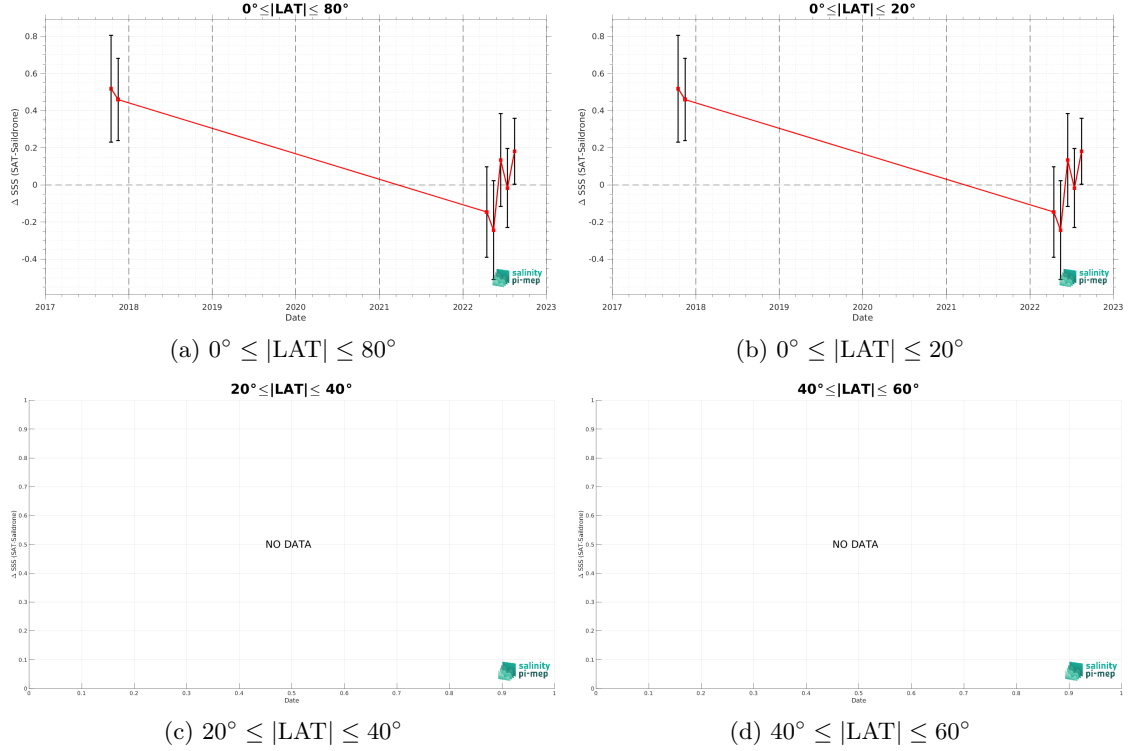 0°≤|LAT|≤ 80°
Δ SSS (SAT-Saildrone)
0.8
0.6
0.4
0.2
0
-0.2
-0.4
salinity
pi-mep
2017 2018 2019 2020 2021 2022 2023
Date
(a) 0° ≤ |LAT| ≤ 80°
0°≤|LAT|≤ 20°
Δ SSS (SAT-Saildrone)
0.8
0.6
0.4
0.2
0
-0.2
-0.4
salinity
pi-mep
2017 2018 2019 2020 2021 2022 2023
Date
(b) 0° ≤ |LAT| ≤ 20°
20°≤|LAT|≤ 40°
Δ SSS (SAT-Saildrone)
1
0.9
0.8
0.7
0.6
0.5
0.4
0.3
0.2
0.1
0
NO DATA
salinity
pi-mep
0 0.1 0.2 0.3 0.4 0.5 0.6 0.7 0.8 0.9 1
Date
(c) 20° ≤ |LAT| ≤ 40°
40°≤|LAT|≤ 60°
Δ SSS (SAT-Saildrone)
1
0.9
0.8
0.7
0.6
0.5
0.4
0.3
0.2
0.1
0
NO DATA
salinity
pi-mep
0 0.1 0.2 0.3 0.4 0.5 0.6 0.7 0.8 0.9 1
Date
(d) 40° ≤ |LAT| ≤ 60°